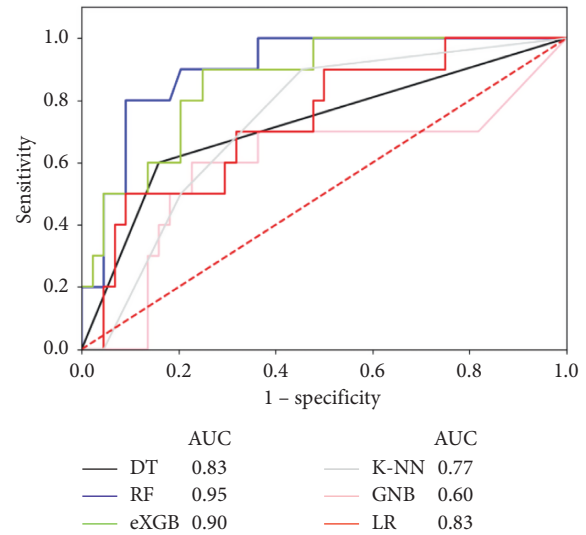 1.0
0.8
0.6
0.4
0.2
0.0
Sensitivity
0.0 0.2 0.4 0.6 0.8 1.0
1 – specificity
AUC AUC
DT 0.83 K-NN 0.77
RF 0.95 GNB 0.60
eXGB 0.90 LR 0.83